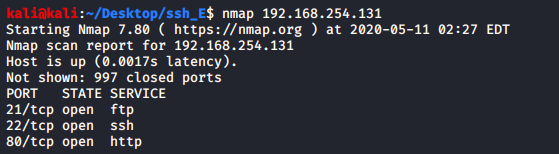 kali@kali:~/Desktop/ssh_E$ nmap 192.168.254.131
Starting Nmap 7.80 ( https://nmap.org ) at 2020-05-11 02:27 EDT
Nmap scan report for 192.168.254.131
Host is up (0.0017s latency).
Not shown: 997 closed ports
PORT   STATE SERVICE
21/tcp open  ftp
22/tcp open  ssh
80/tcp open  http